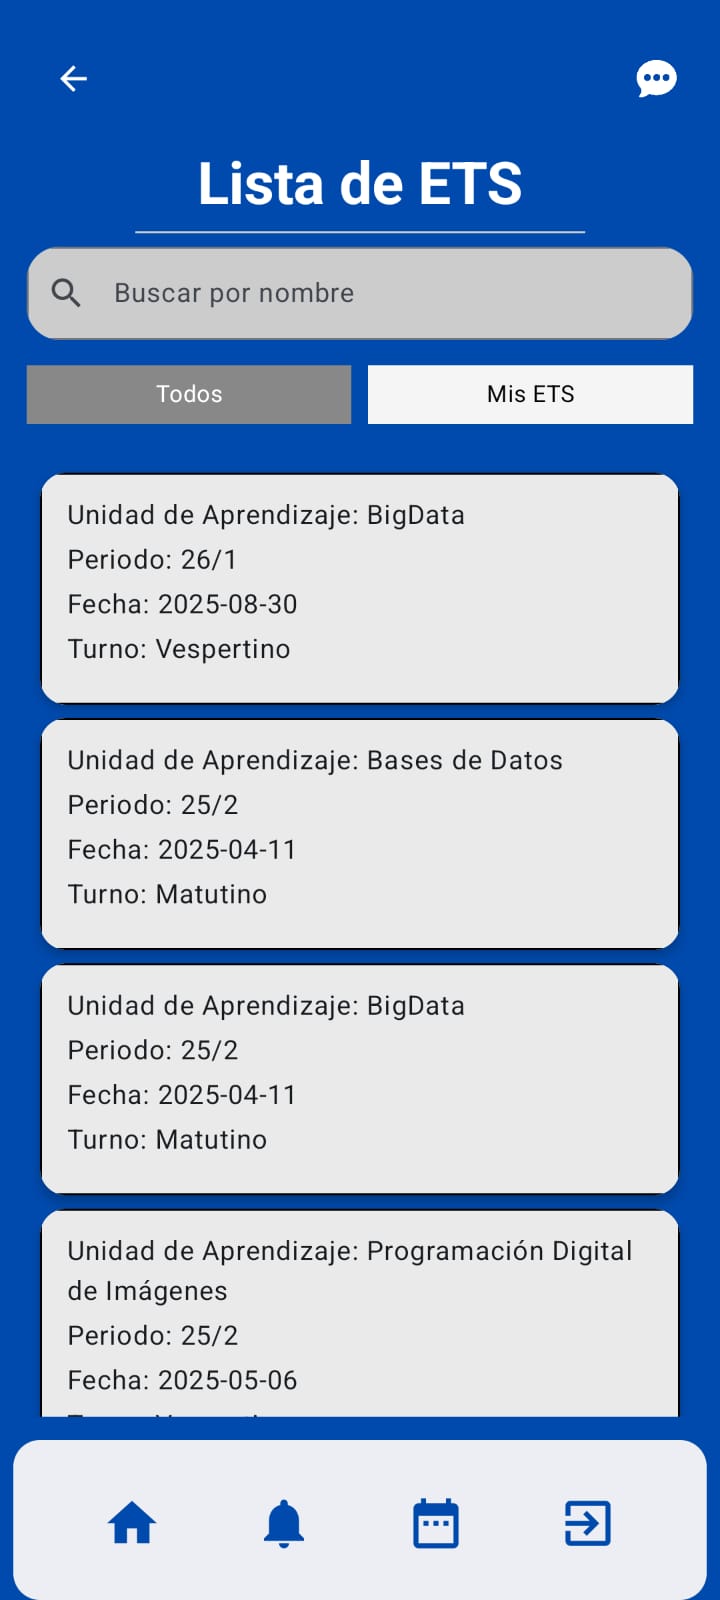 Lista de ETS
Buscar por nombre
Todos
Mis ETS
Unidad de Aprendizaje: BigData
Periodo: 26/1
Fecha: 2025-08-30
Turno: Vespertino
Unidad de Aprendizaje: Bases de Datos
Periodo: 25/2
Fecha: 2025-04-11
Turno: Matutino
Unidad de Aprendizaje: BigData
Periodo: 25/2
Fecha: 2025-04-11
Turno: Matutino
Unidad de Aprendizaje: Programación Digital
de Imágenes
Periodo: 25/2
Fecha: 2025-05-06